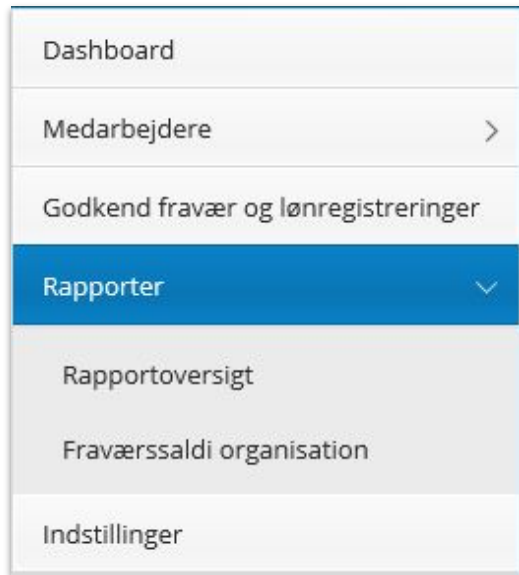 Dashboard
Medarbejdere
Godkend fravær og lønregistreringer
Rapporter
Rapportoversigt
Fraværssaldi organisation
Indstillinger